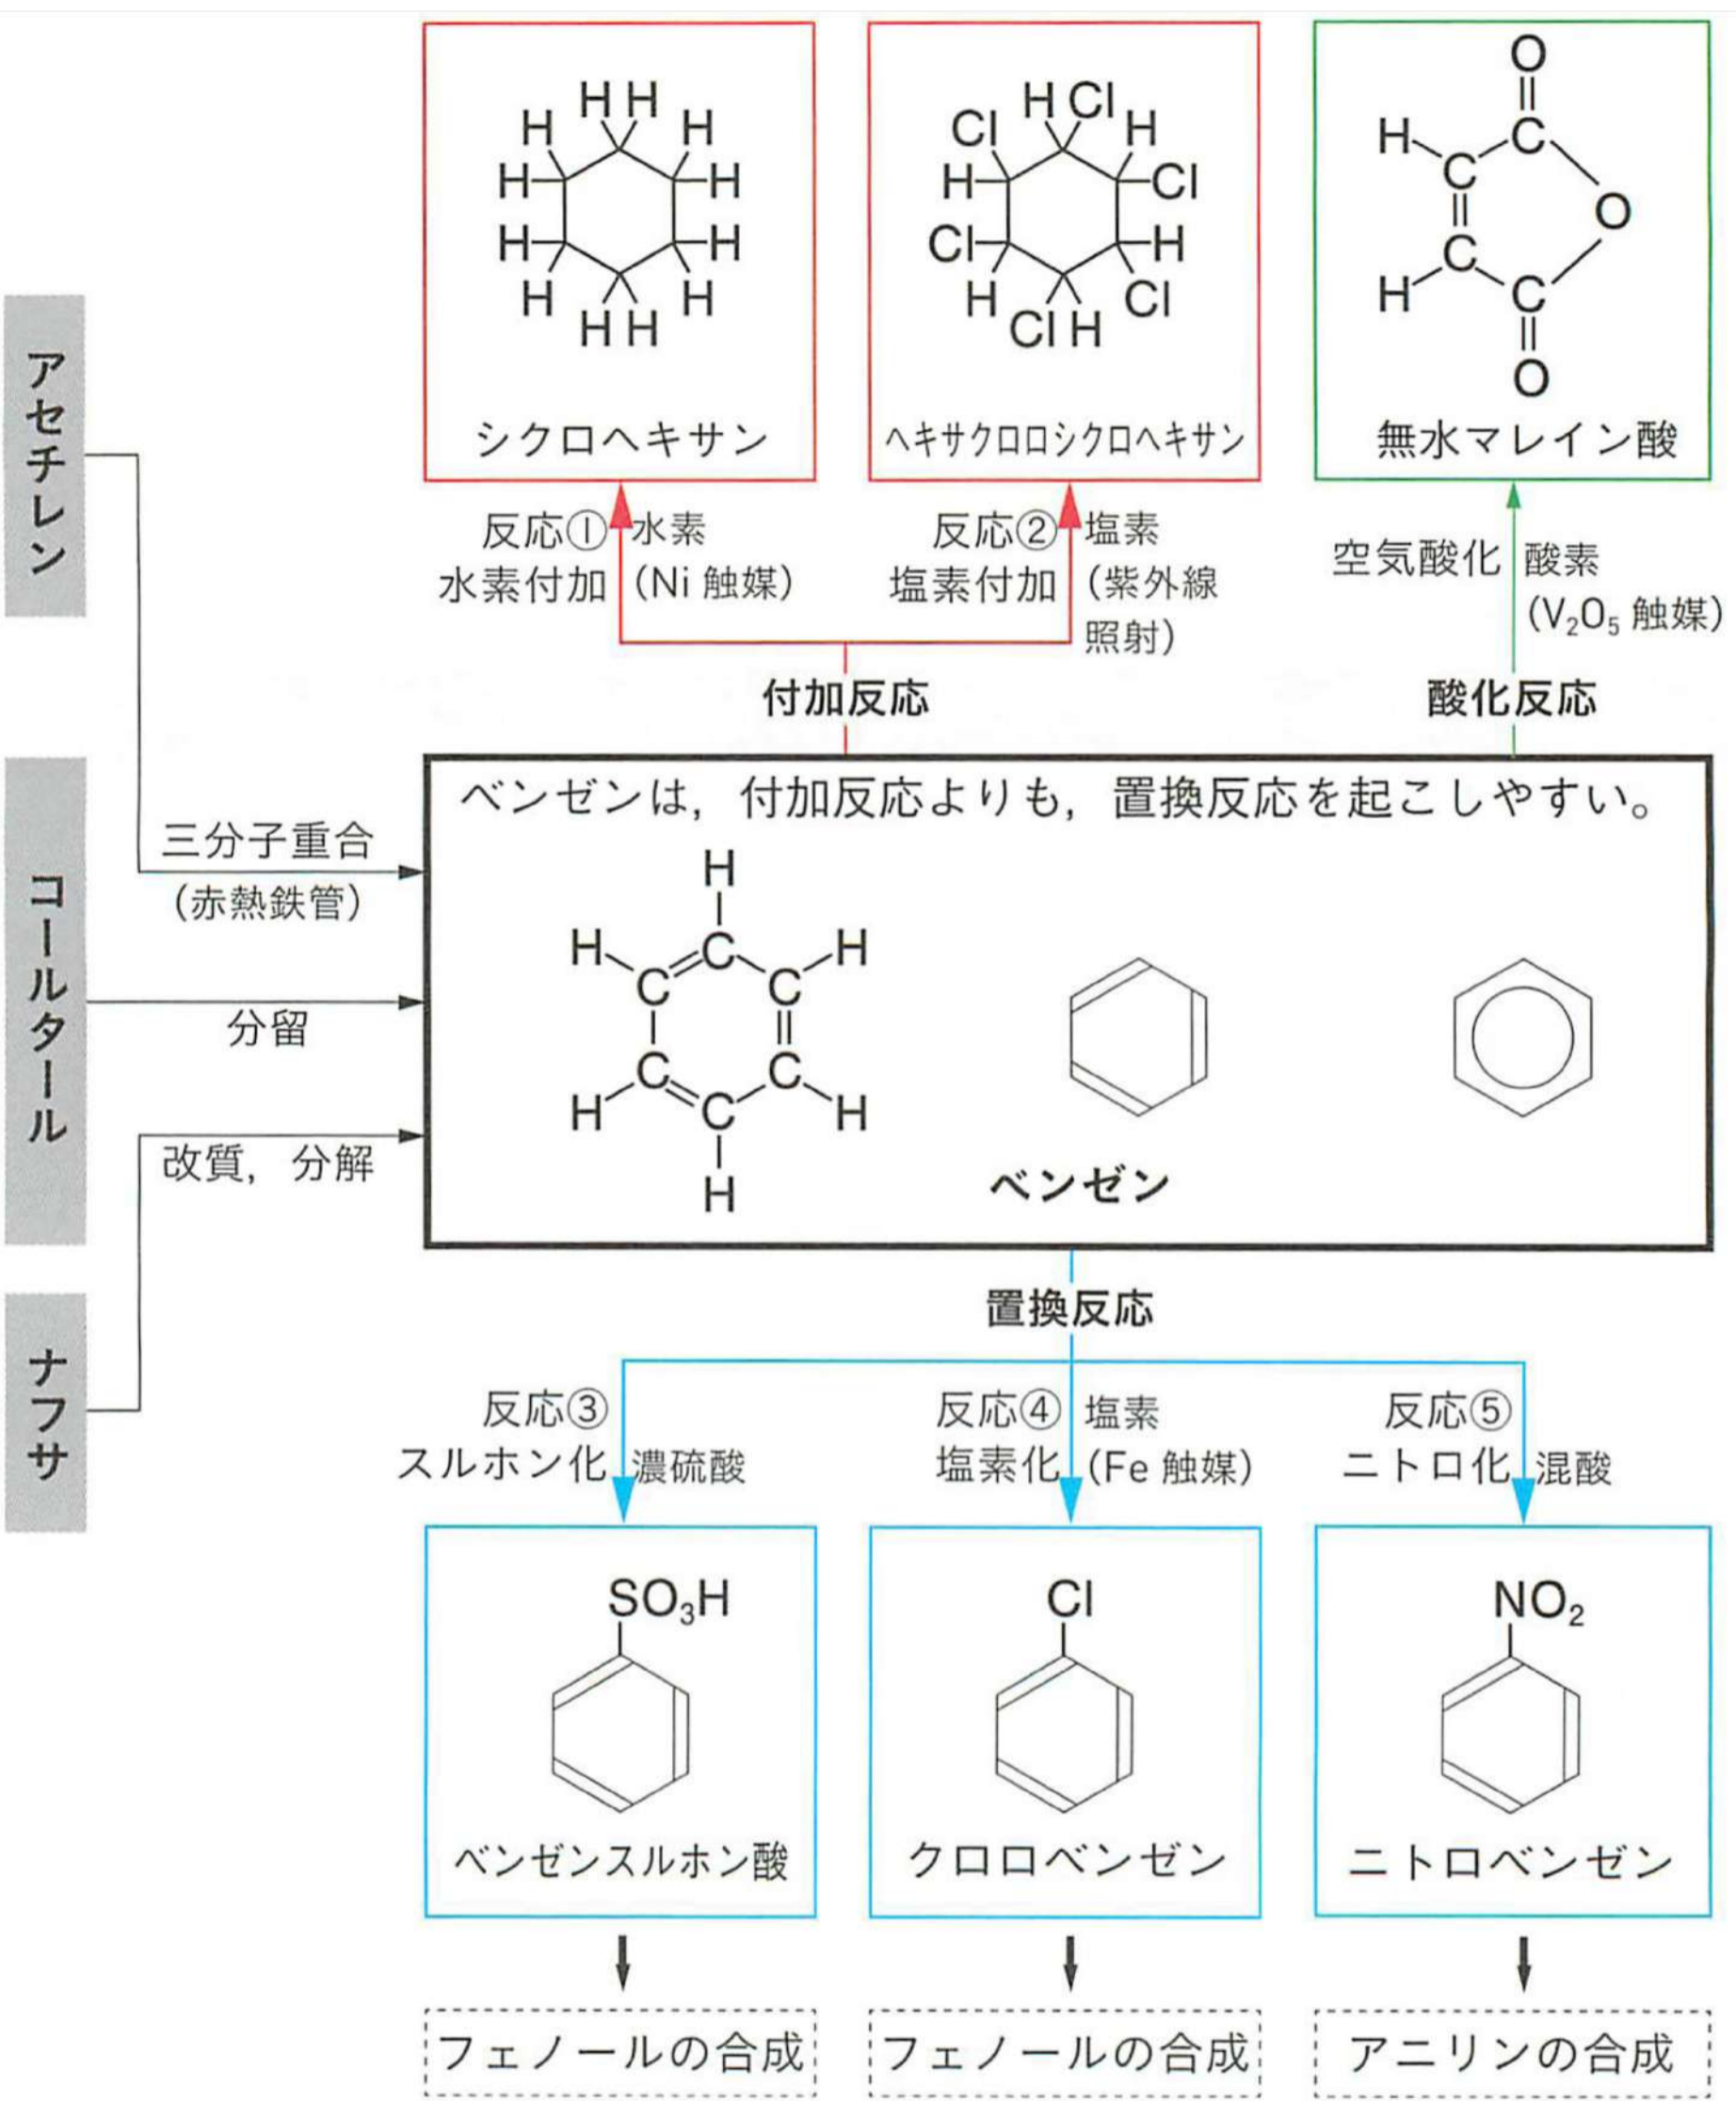 H H
H H
H H
H H
H H
H H
シクロヘキサン
H Cl
Cl H
H Cl
Cl H
H Cl
Cl H
ヘキサクロロシクロヘキサン
O
H C
C
O
C
H C
O
無水マレイン酸
アセチレン
反応① 水素
水素付加 (Ni 触媒)
反応② 塩素
塩素付加 (紫外線
照射)
空気酸化 酸素
(V₂O₅ 触媒)
付加反応
酸化反応
コールタール
三分子重合
(赤熱鉄管)
分留
改質, 分解
ベンゼンは, 付加反応よりも, 置換反応を起こしやすい。
H
H C H
C C
C C
H C H
H
ベンゼン
ナフサ
置換反応
反応③
スルホン化 濃硫酸
反応④ 塩素
塩素化 (Fe 触媒)
反応⑤
ニトロ化 混酸
SO₃H
ベンゼンスルホン酸
Cl
クロロベンゼン
NO₂
ニトロベンゼン
フェノールの合成
フェノールの合成
アニリンの合成